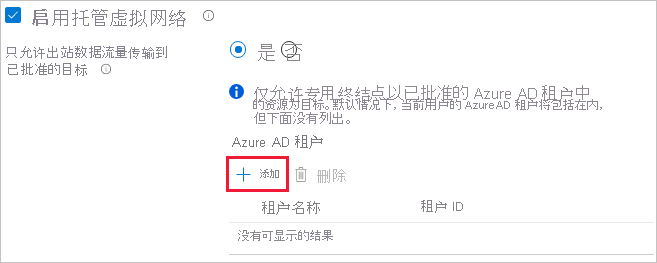 启用托管虚拟网络
只允许出站数据流量传输到
已批准的目标
是 否
仅允许专用终结点以已批准的 Azure AD 租户中
的资源为目标。默认情况下，当前用户的 Azure AD 租户将包括在内，
但下面没有列出。
Azure AD 租户
添加 删除
租户名称 租户 ID
没有可显示的结果